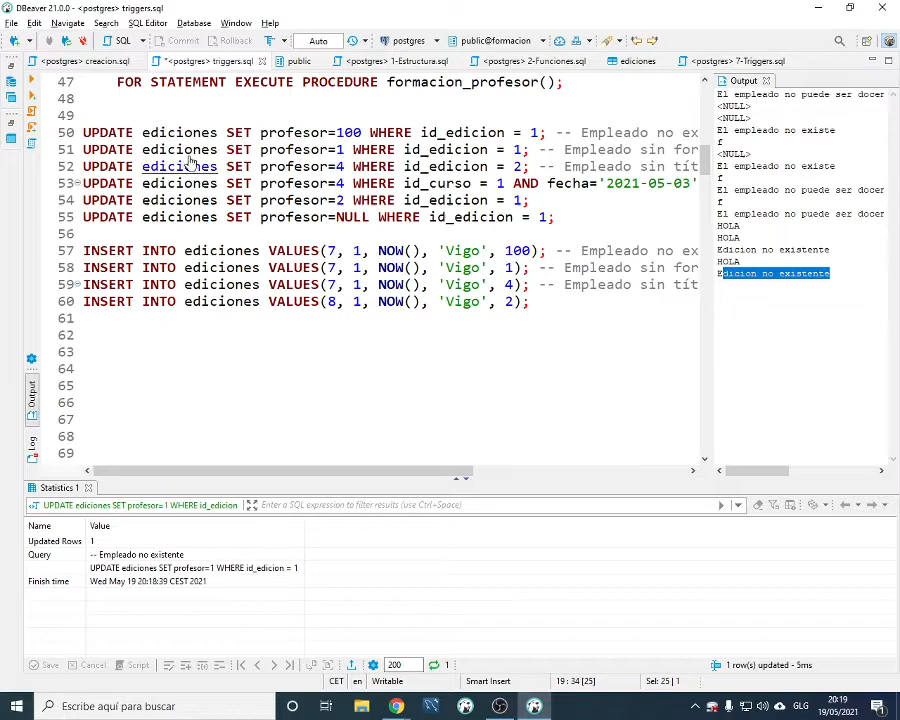 DBeaver 21.0.0 - <postgres> triggers.sql
File Edit Navigate Search SQL Editor Database Window Help
SQL Commit Rollback Auto postgres public@formacion
<postgres> creacion.sql *<postgres> triggers.sql public <postgres> 1-Estructura.sql <postgres> 2-Funciones.sql ediciones <postgres> 7-Triggers.sql
47 FOR STATEMENT EXECUTE PROCEDURE formacion_profesor();
48
49
50 UPDATE ediciones SET profesor=100 WHERE id_edicion = 1; -- Empleado no ex
51 UPDATE ediciones SET profesor=1 WHERE id_edicion = 1; -- Empleado sin for
52 UPDATE ediciones SET profesor=4 WHERE id_edicion = 2; -- Empleado sin tít
53 UPDATE ediciones SET profesor=4 WHERE id_curso = 1 AND fecha='2021-05-03'
54 UPDATE ediciones SET profesor=2 WHERE id_edicion = 1;
55 UPDATE ediciones SET profesor=NULL WHERE id_edicion = 1;
56
57 INSERT INTO ediciones VALUES(7, 1, NOW(), 'Vigo', 100); -- Empleado no ex
58 INSERT INTO ediciones VALUES(7, 1, NOW(), 'Vigo', 1); -- Empleado sin for
59 INSERT INTO ediciones VALUES(7, 1, NOW(), 'Vigo', 4); -- Empleado sin tít
60 INSERT INTO ediciones VALUES(8, 1, NOW(), 'Vigo', 2);
61
62
63
64
65
66
67
68
69
Output
Log
Output
El empleado no puede ser docer
<NULL>
<NULL>
El empleado no existe
f
<NULL>
El empleado no existe
f
El empleado no puede ser docer
f
El empleado no puede ser docer
HOLA
HOLA
Edicion no existente
HOLA
Edicion no existente
Statistics 1
UPDATE ediciones SET profesor=1 WHERE id_edicion Enter a SQL expression to filter results (use Ctrl+Space)
Name Value
Updated Rows 1
Query -- Empleado no existente
UPDATE ediciones SET profesor=1 WHERE id_edicion = 1
Finish time Wed May 19 20:18:39 CEST 2021
Save Cancel Script 200 1 1 row(s) updated - 5ms
CET en Writable Smart Insert 19 : 34 [25] Sel: 25 | 1
Escribe aquí para buscar
GLG
20:19
19/05/2021
1